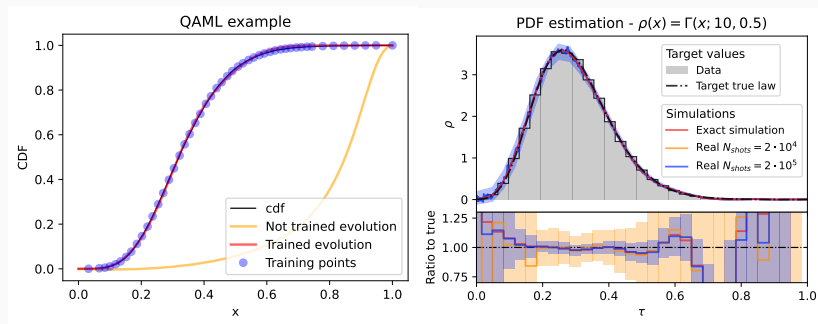 QAML example
CDF
1.0
0.8
0.6
0.4
0.2
0.0
cdf
Not trained evolution
Trained evolution
Training points
0.0 0.2 0.4 0.6 0.8 1.0
x
PDF estimation - ρ(x) = Γ(x; 10, 0.5)
ρ
3
2
1
0
Target values
Data
Target true law
Simulations
Exact simulation
Real N_shots = 2 · 10⁴
Real N_shots = 2 · 10⁵
Ratio to true
1.25
1.00
0.75
0.0 0.2 0.4 0.6 0.8 1.0
τ